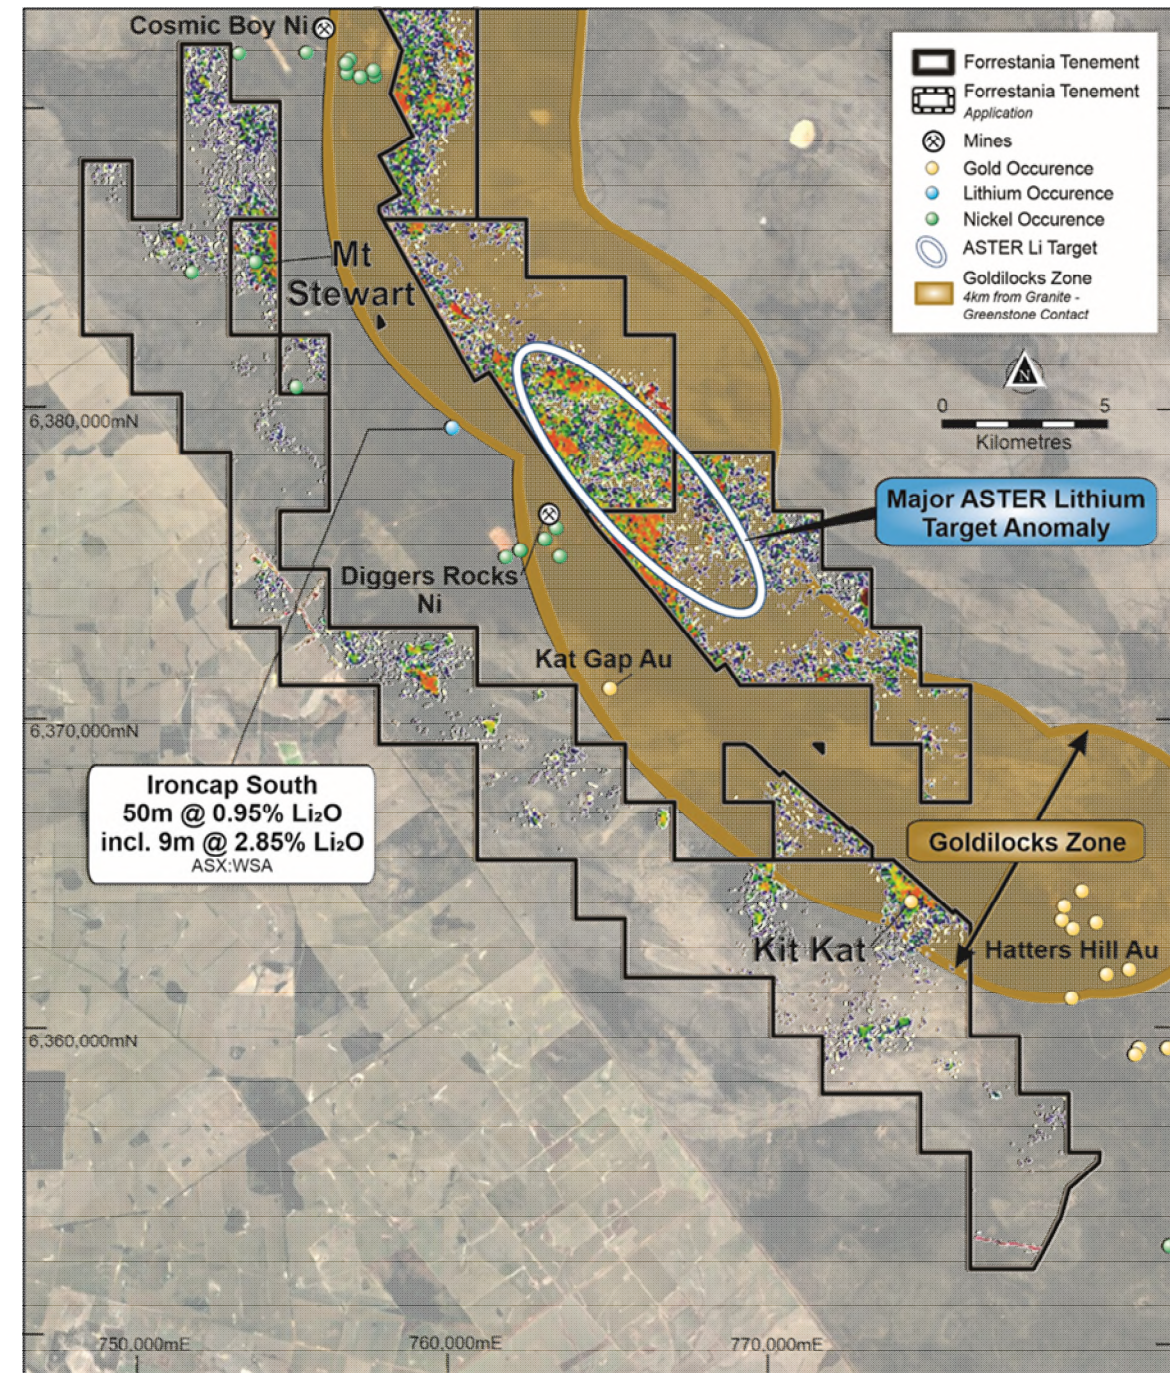 Cosmic Boy Ni
Forrestania Tenement
Forrestania Tenement
Application
Mines
Gold Occurence
Lithium Occurence
Nickel Occurence
ASTER Li Target
Goldilocks Zone
4km from Granite -
Greenstone Contact
Mt
Stewart
N
0 5
Kilometres
6,380,000mN
Major ASTER Lithium
Target Anomaly
Diggers Rocks
Ni
Kat Gap Au
6,370,000mN
Ironcap South
50m @ 0.95% Li₂O
incl. 9m @ 2.85% Li₂O
ASX:WSA
Goldilocks Zone
Kit Kat
Hatters Hill Au
6,360,000mN
750,000mE
760,000mE
770,000mE